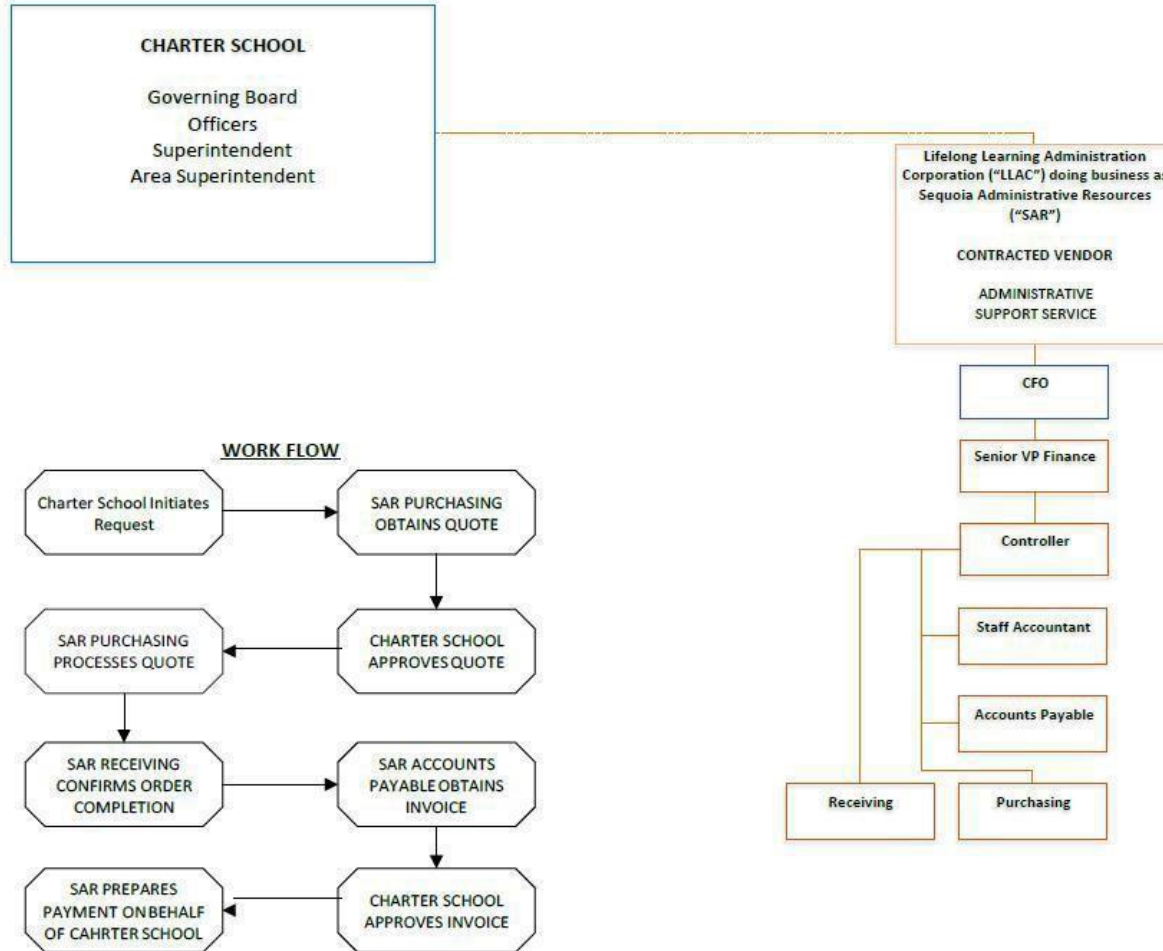 CHARTER SCHOOL
Governing Board
Officers
Superintendent
Area Superintendent
Lifelong Learning Administration
Corporation (“LLAC”) doing business as
Sequoia Administrative Resources
(“SAR”)
CONTRACTED VENDOR
ADMINISTRATIVE
SUPPORT SERVICE
CFO
Senior VP Finance
Controller
Staff Accountant
Accounts Payable
Receiving
Purchasing
WORK FLOW
Charter School Initiates
Request
SAR PURCHASING
OBTAINS QUOTE
CHARTER SCHOOL
APPROVES QUOTE
SAR PURCHASING
PROCESSES QUOTE
SAR RECEIVING
CONFIRMS ORDER
COMPLETION
SAR ACCOUNTS
PAYABLE OBTAINS
INVOICE
CHARTER SCHOOL
APPROVES INVOICE
SAR PREPARES
PAYMENT ON BEHALF
OF CAHRTER SCHOOL